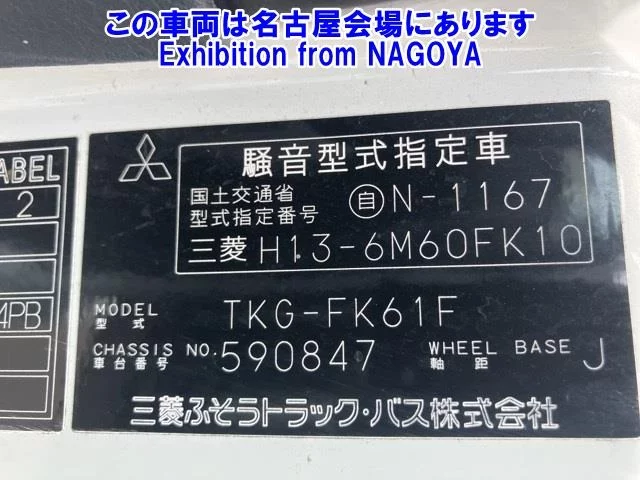 この車両は名古屋会場にあります
Exhibition from NAGOYA
ABEL
2
4PB
騒音型式指定車
国土交通省
型式指定番号
自 N-1167
三菱 H13-6M60FK10
MODEL
型式
TKG-FK61F
CHASSIS NO.
車台番号
590847
WHEEL BASE
軸距
J
三菱ふそうトラック・バス株式会社